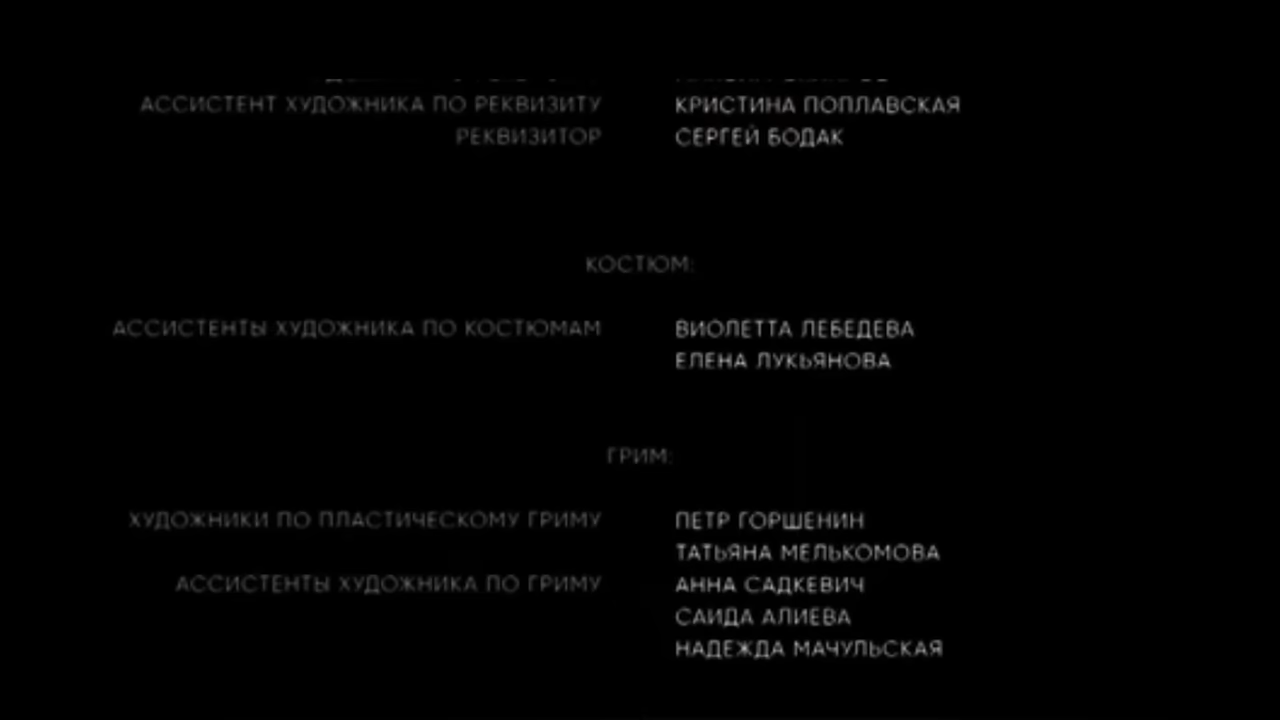 АССИСТЕНТ ХУДОЖНИКА ПО РЕКВИЗИТУ КРИСТИНА ПОПЛАВСКАЯ
РЕКВИЗИТОР СЕРГЕЙ БОДАК
КОСТЮМ:
АССИСТЕНТЫ ХУДОЖНИКА ПО КОСТЮМАМ ВИОЛЕТТА ЛЕБЕДЕВА
ЕЛЕНА ЛУКЬЯНОВА
ГРИМ:
ХУДОЖНИКИ ПО ПЛАСТИЧЕСКОМУ ГРИМУ ПЕТР ГОРШЕНИН
ТАТЬЯНА МЕЛЬКОМОВА
АССИСТЕНТЫ ХУДОЖНИКА ПО ГРИМУ АННА САДКЕВИЧ
САИДА АЛИЕВА
НАДЕЖДА МАЧУЛЬСКАЯ